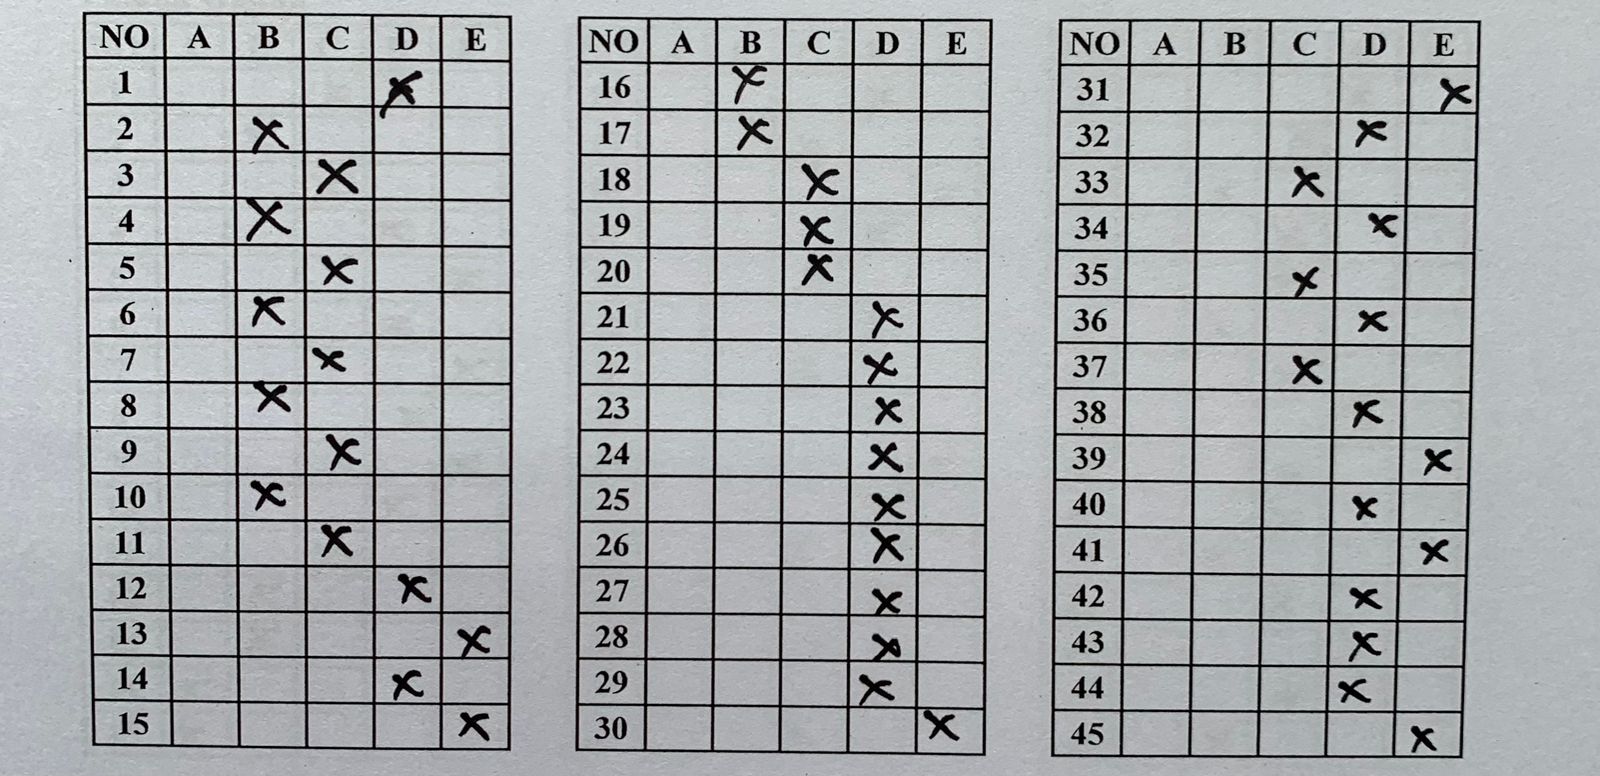 NO A B C D E
1 X
2 X
3 X
4 X
5 X
6 X
7 X
8 X
9 X
10 X
11 X
12 X
13 X
14 X
15 X
NO A B C D E
16 X
17 X
18 X
19 X
20 X
21 X
22 X
23 X
24 X
25 X
26 X
27 X
28 X
29 X
30 X
NO A B C D E
31 X
32 X
33 X
34 X
35 X
36 X
37 X
38 X
39 X
40 X
41 X
42 X
43 X
44 X
45 X